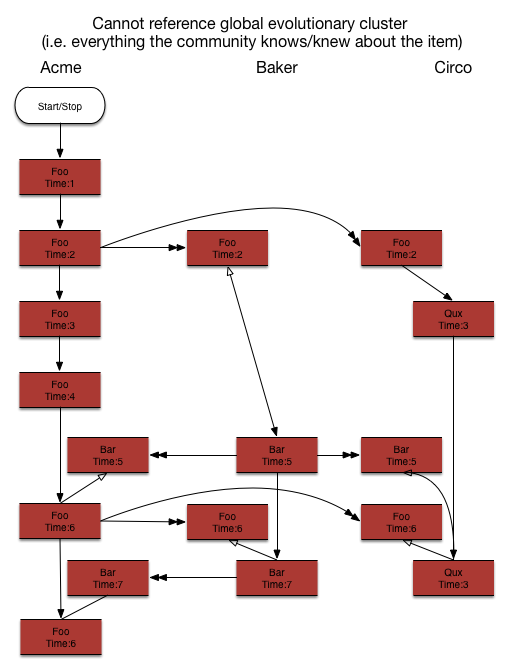 Cannot reference global evolutionary cluster
(i.e. everything the community knows/knew about the item)
Acme
Baker
Circo
Start/Stop
Foo
Time:1
Foo
Time:2
Foo
Time:2
Foo
Time:2
Foo
Time:3
Qux
Time:3
Foo
Time:4
Bar
Time:5
Bar
Time:5
Bar
Time:5
Foo
Time:6
Foo
Time:6
Foo
Time:6
Bar
Time:7
Bar
Time:7
Qux
Time:3
Foo
Time:6